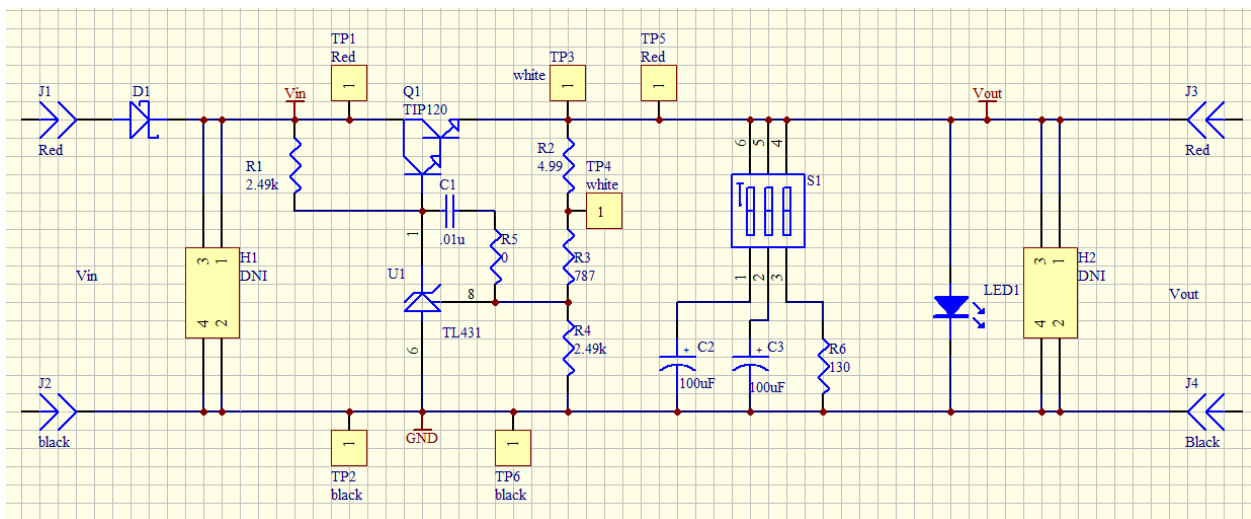 TP1
Red
TP3
white
TP5
Red
J1
Red
D1
Vin
Q1
TIP120
R1
2.49k
C1
.01u
R5
0
R2
4.99
TP4
white
R3
787
R4
2.49k
U1
TL431
1
8
6
S1
6
5
4
1
2
3
C2
100uF
C3
100uF
R6
130
Vout
LED1
J3
Red
H1
DNI
3
1
4
2
Vin
H2
DNI
3
1
4
2
Vout
J2
black
GND
TP2
black
TP6
black
J4
Black
1
1
1
1
1
1